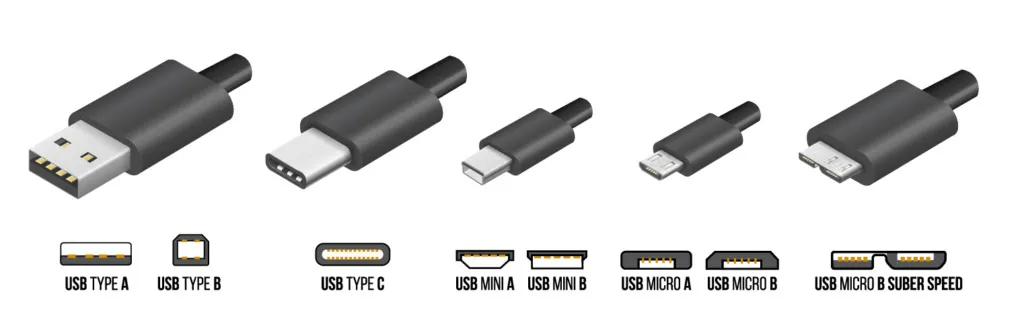 USB TYPE A
USB TYPE B
USB TYPE C
USB MINI A
USB MINI B
USB MICRO A
USB MICRO B
USB MICRO B SUBER SPEED